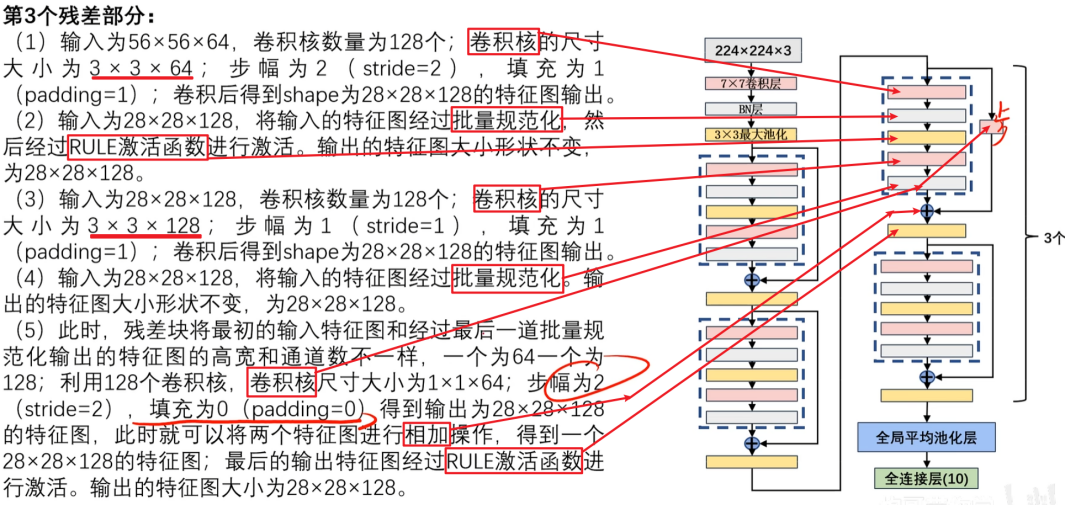 第3个残差部分：
（1）输入为56×56×64，卷积核数量为128个；卷积核的尺寸
大小为3×3×64；步幅为2（stride=2），填充为1
（padding=1）；卷积后得到shape为28×28×128的特征图输出。
（2）输入为28×28×128，将输入的特征图经过批量规范化，然
后经过RULE激活函数进行激活。输出的特征图大小形状不变，
为28×28×128。
（3）输入为28×28×128，卷积核数量为128个；卷积核的尺寸
大小为3×3×128；步幅为1（stride=1），填充为1
（padding=1）；卷积后得到shape为28×28×128的特征图输出。
（4）输入为28×28×128，将输入的特征图经过批量规范化。输
出的特征图大小形状不变，为28×28×128。
（5）此时，残差块将最初的输入特征图和经过最后一道批量规
范化输出的特征图的高宽和通道数不一样，一个为64一个为
128；利用128个卷积核，卷积核尺寸大小为1×1×64；步幅为2
（stride=2），填充为0（padding=0）得到输出为28×28×128
的特征图，此时就可以将两个特征图进行相加操作，得到一个
28×28×128的特征图；最后的输出特征图经过RULE激活函数进
行激活。输出的特征图大小为28×28×128。
224×224×3
7×7卷积层
BN层
3×3最大池化
3个
全局平均池化层
全连接层(10)